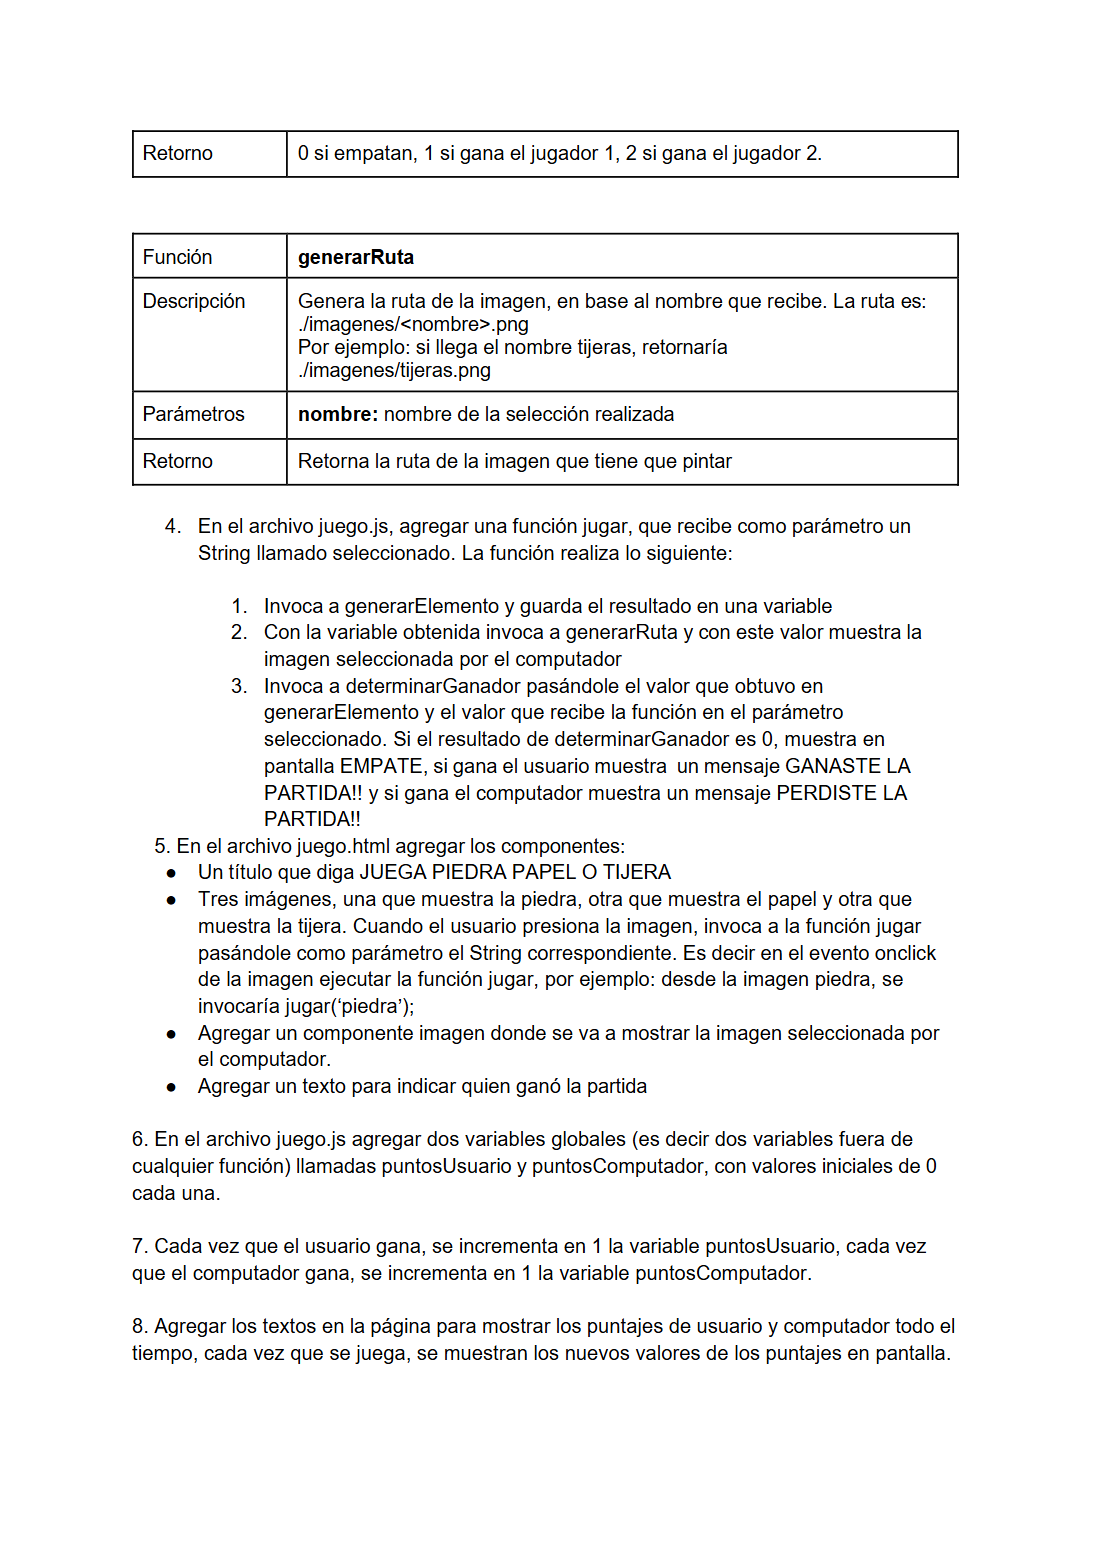 Retorno 0 si empatan, 1 si gana el jugador 1, 2 si gana el jugador 2.
Función generarRuta
Descripción Genera la ruta de la imagen, en base al nombre que recibe. La ruta es:
./imagenes/<nombre>.png
Por ejemplo: si llega el nombre tijeras, retornaría
./imagenes/tijeras.png
Parámetros nombre: nombre de la selección realizada
Retorno Retorna la ruta de la imagen que tiene que pintar
4. En el archivo juego.js, agregar una función jugar, que recibe como parámetro un
String llamado seleccionado. La función realiza lo siguiente:
1. Invoca a generarElemento y guarda el resultado en una variable
2. Con la variable obtenida invoca a generarRuta y con este valor muestra la
imagen seleccionada por el computador
3. Invoca a determinarGanador pasándole el valor que obtuvo en
generarElemento y el valor que recibe la función en el parámetro
seleccionado. Si el resultado de determinarGanador es 0, muestra en
pantalla EMPATE, si gana el usuario muestra  un mensaje GANASTE LA
PARTIDA!! y si gana el computador muestra un mensaje PERDISTE LA
PARTIDA!!
5. En el archivo juego.html agregar los componentes:
● Un título que diga JUEGA PIEDRA PAPEL O TIJERA
● Tres imágenes, una que muestra la piedra, otra que muestra el papel y otra que
muestra la tijera. Cuando el usuario presiona la imagen, invoca a la función jugar
pasándole como parámetro el String correspondiente. Es decir en el evento onclick
de la imagen ejecutar la función jugar, por ejemplo: desde la imagen piedra, se
invocaría jugar(‘piedra’);
● Agregar un componente imagen donde se va a mostrar la imagen seleccionada por
el computador.
● Agregar un texto para indicar quien ganó la partida
6. En el archivo juego.js agregar dos variables globales (es decir dos variables fuera de
cualquier función) llamadas puntosUsuario y puntosComputador, con valores iniciales de 0
cada una.
7. Cada vez que el usuario gana, se incrementa en 1 la variable puntosUsuario, cada vez
que el computador gana, se incrementa en 1 la variable puntosComputador.
8. Agregar los textos en la página para mostrar los puntajes de usuario y computador todo el
tiempo, cada vez que se juega, se muestran los nuevos valores de los puntajes en pantalla.